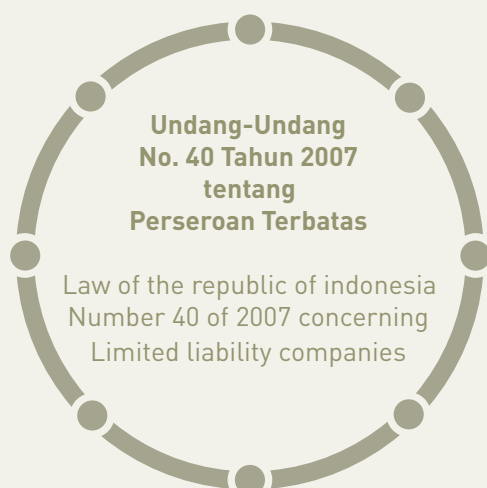 Undang-Undang
No. 40 Tahun 2007
tentang
Perseroan Terbatas
Law of the republic of indonesia
Number 40 of 2007 concerning
Limited liability companies